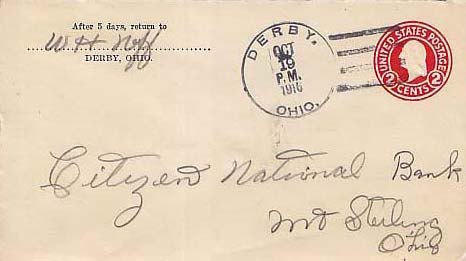 After 5 days, return to
W H Neff
DERBY, OHIO.
DERBY,
OCT
19
P.M.
1916
OHIO.
UNITED STATES POSTAGE
2 CENTS 2
Citizen National Bank
Mt Sterling
Ohio